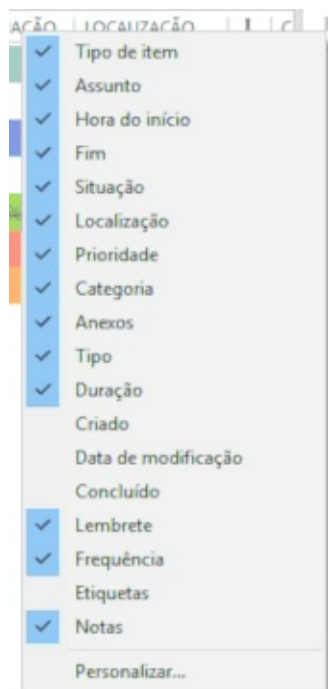 LOCALIZAÇÃO
Tipo de item
Assunto
Hora do início
Fim
Situação
Localização
Prioridade
Categoria
Anexos
Tipo
Duração
Criado
Data de modificação
Concluído
Lembrete
Frequência
Etiquetas
Notas
Personalizar...